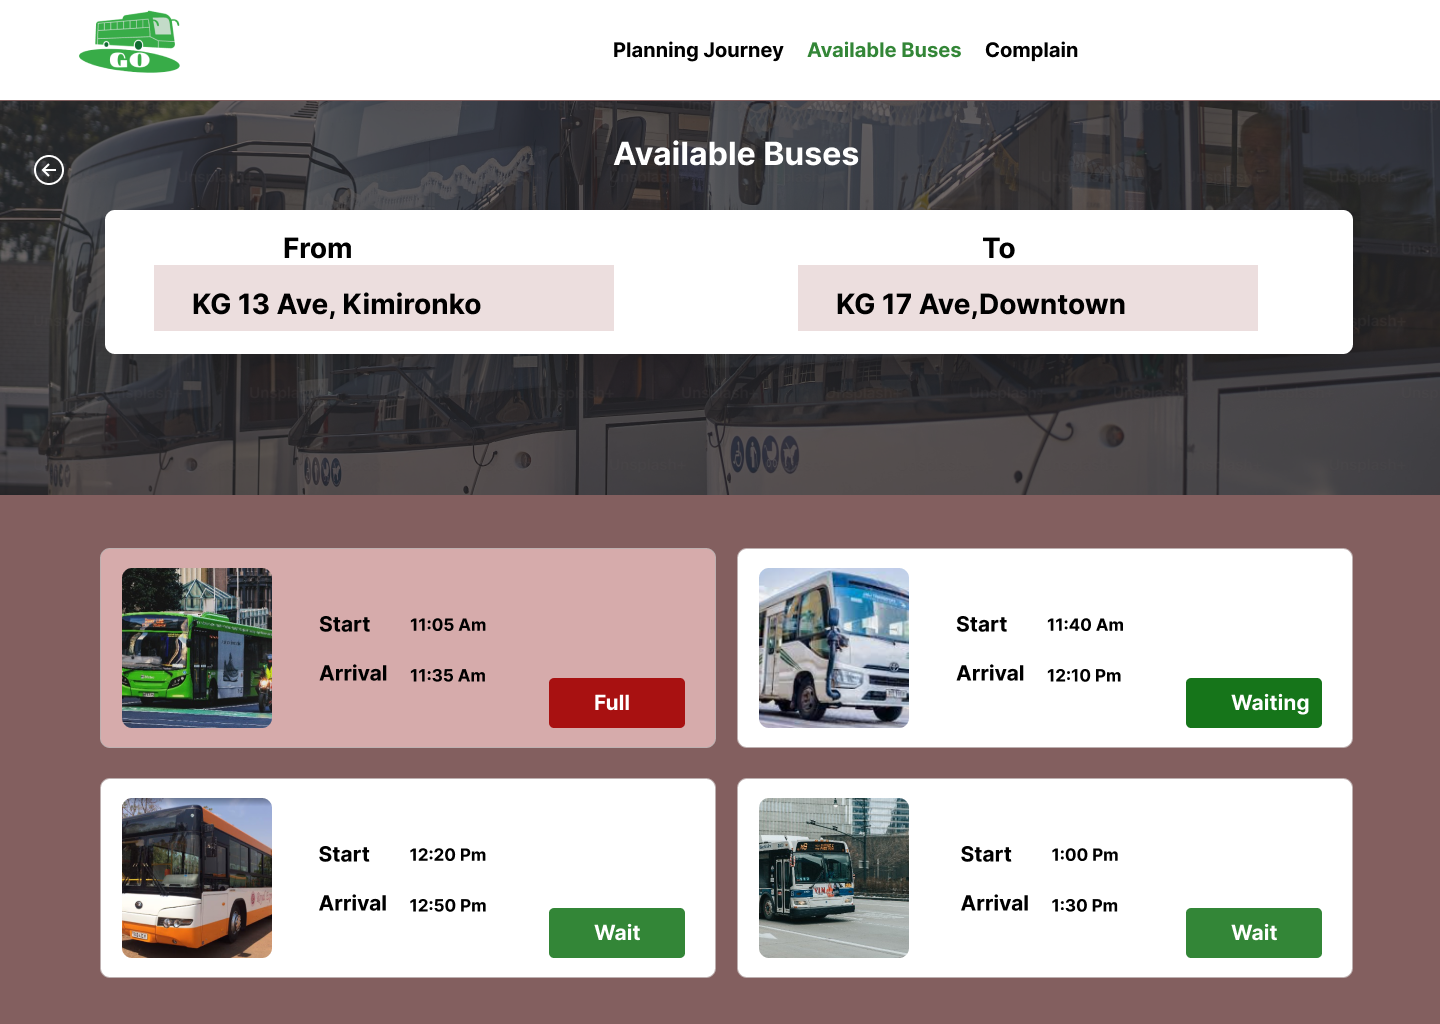 GO
Planning Journey Available Buses Complain
Available Buses
From
To
KG 13 Ave, Kimironko
KG 17 Ave,Downtown
Start 11:05 Am
Arrival 11:35 Am
Full
Start 11:40 Am
Arrival 12:10 Pm
Waiting
Start 12:20 Pm
Arrival 12:50 Pm
Wait
Start 1:00 Pm
Arrival 1:30 Pm
Wait